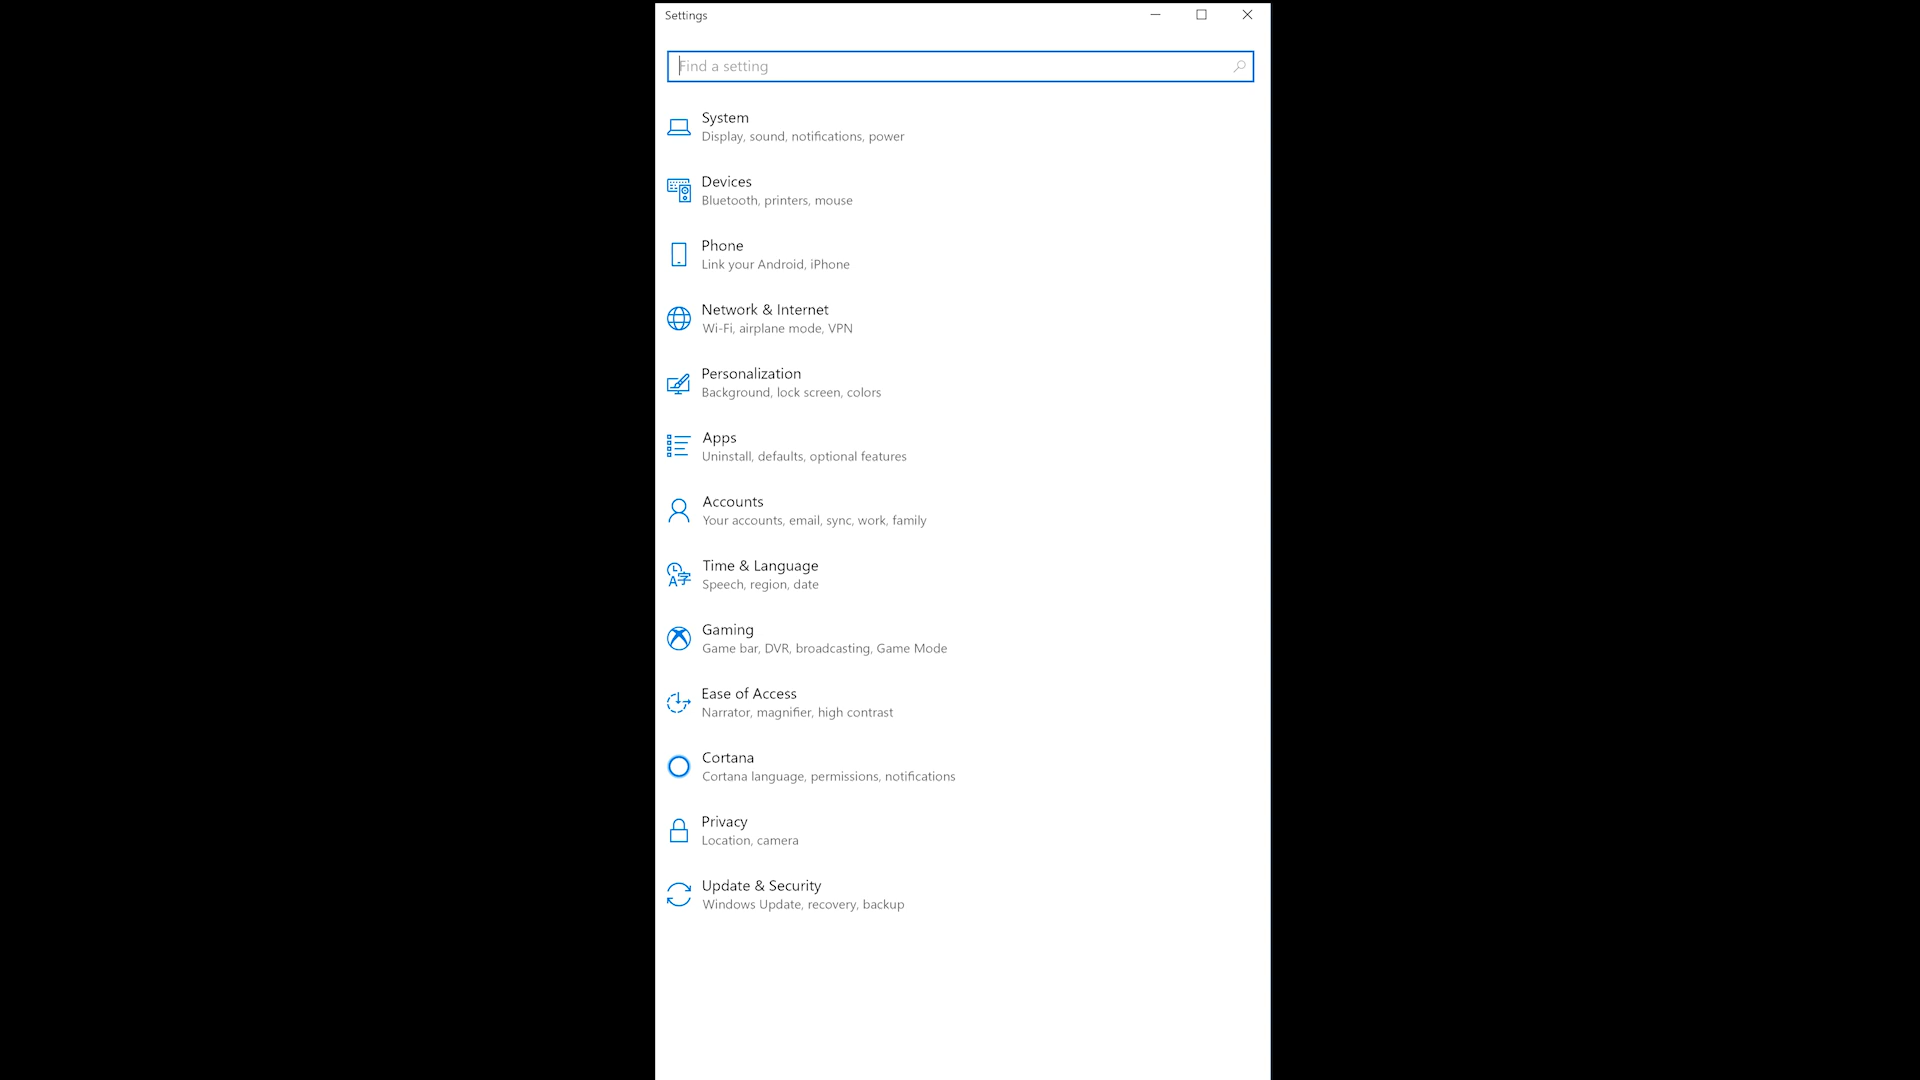 Settings
Find a setting
System
Display, sound, notifications, power
Devices
Bluetooth, printers, mouse
Phone
Link your Android, iPhone
Network & Internet
Wi-Fi, airplane mode, VPN
Personalization
Background, lock screen, colors
Apps
Uninstall, defaults, optional features
Accounts
Your accounts, email, sync, work, family
Time & Language
Speech, region, date
Gaming
Game bar, DVR, broadcasting, Game Mode
Ease of Access
Narrator, magnifier, high contrast
Cortana
Cortana language, permissions, notifications
Privacy
Location, camera
Update & Security
Windows Update, recovery, backup